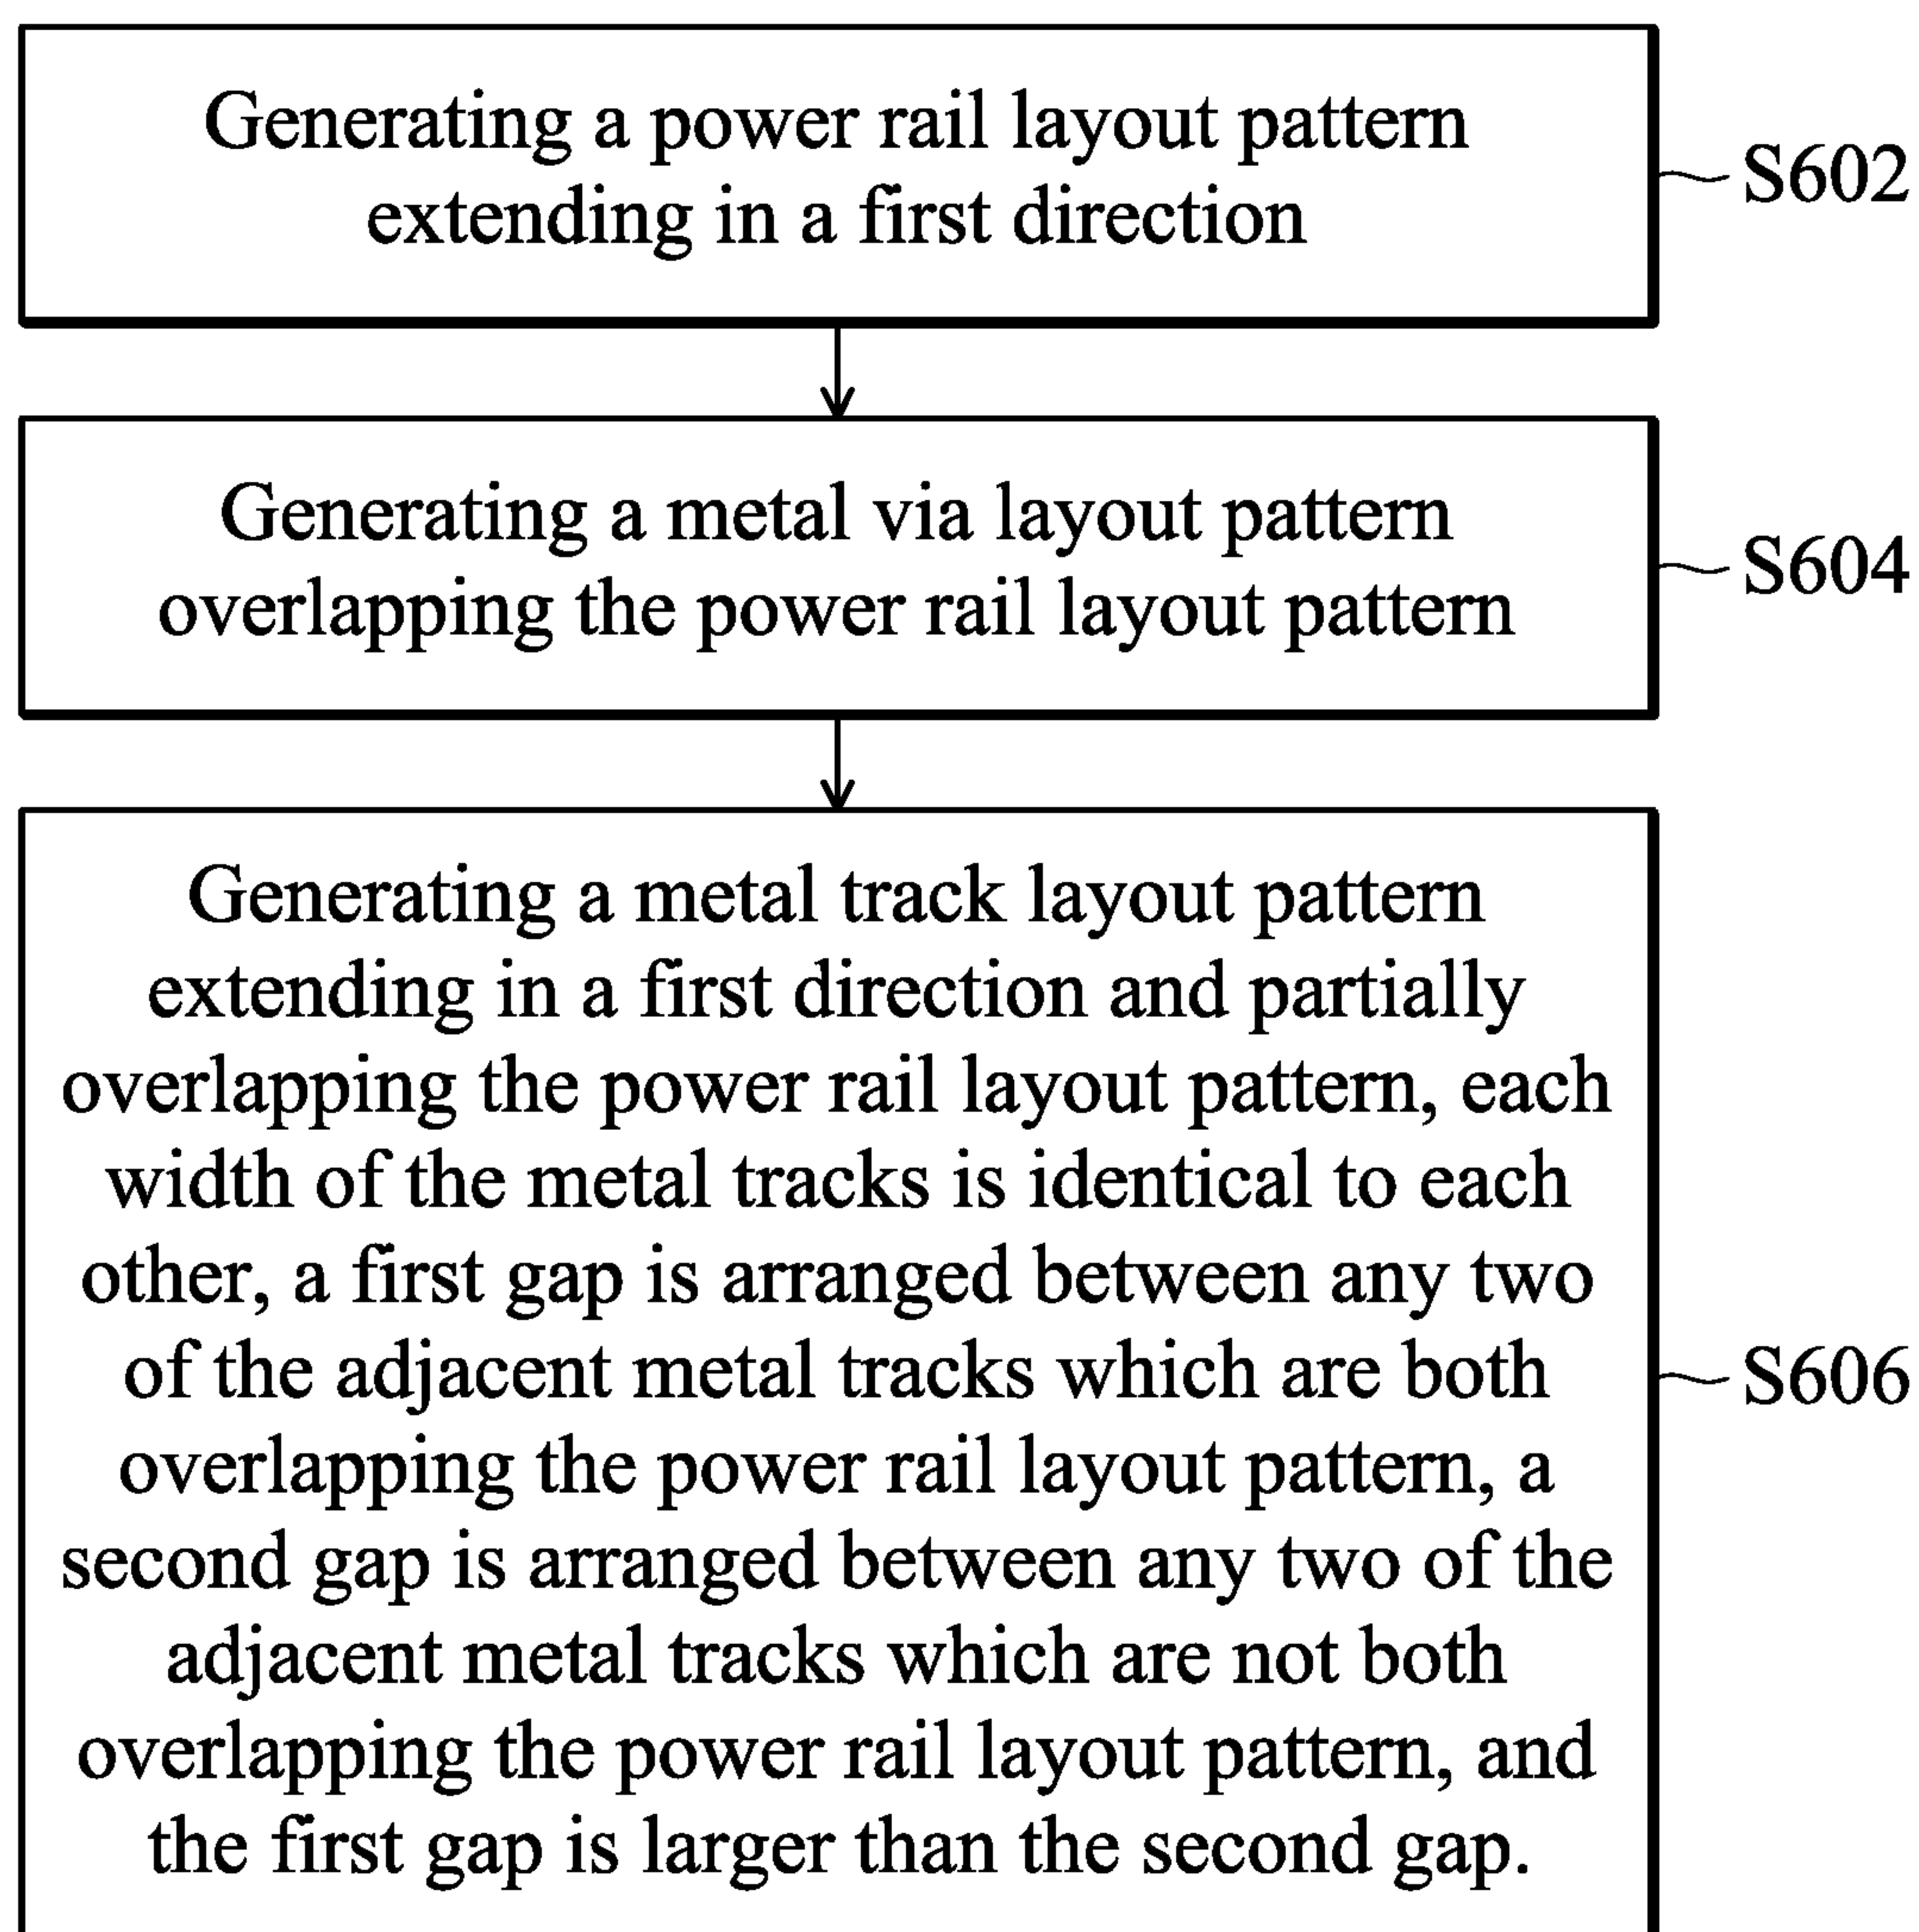 Generating a power rail layout pattern
extending in a first direction
S602
Generating a metal via layout pattern
overlapping the power rail layout pattern
S604
Generating a metal track layout pattern
extending in a first direction and partially
overlapping the power rail layout pattern, each
width of the metal tracks is identical to each
other, a first gap is arranged between any two
of the adjacent metal tracks which are both
overlapping the power rail layout pattern, a
second gap is arranged between any two of the
adjacent metal tracks which are not both
overlapping the power rail layout pattern, and
the first gap is larger than the second gap.
S606